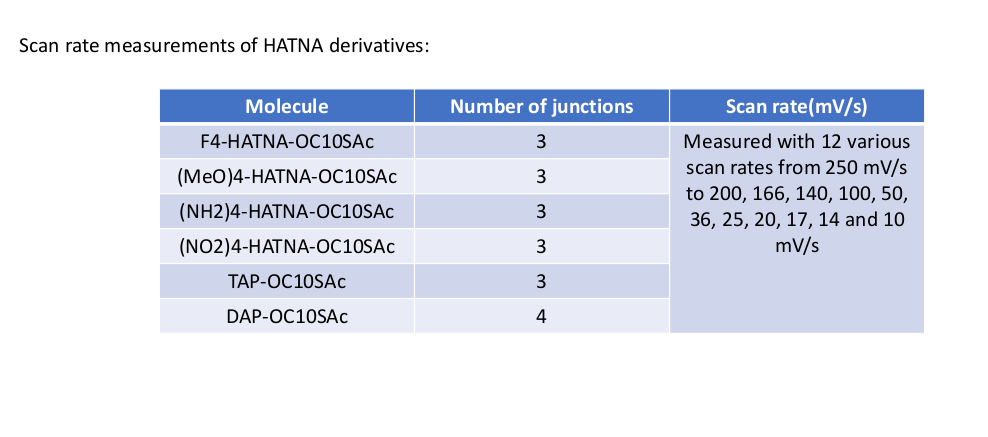 Scan rate measurements of HATNA derivatives:
Molecule Number of junctions Scan rate(mV/s)
F4-HATNA-OC10SAc 3
(MeO)4-HATNA-OC10SAc 3
(NH2)4-HATNA-OC10SAc 3
(NO2)4-HATNA-OC10SAc 3
TAP-OC10SAc 3
DAP-OC10SAc 4
Measured with 12 various
scan rates from 250 mV/s
to 200, 166, 140, 100, 50,
36, 25, 20, 17, 14 and 10
mV/s